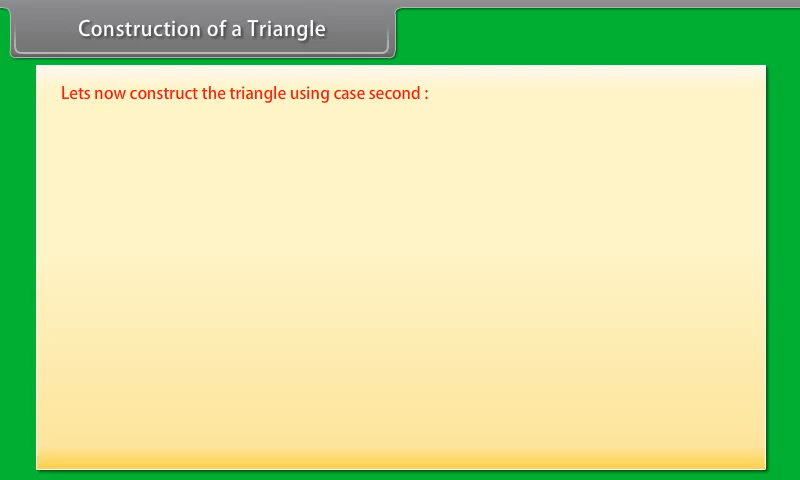 Construction of a Triangle
Lets now construct the triangle using case second :